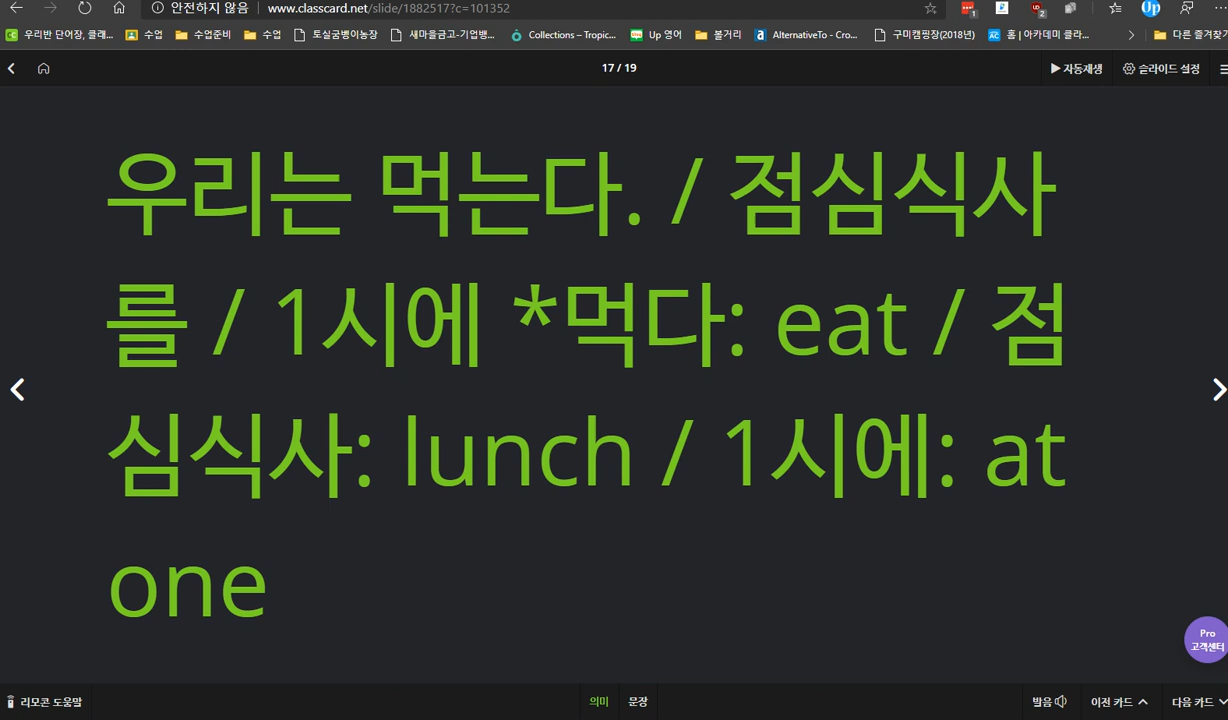 안전하지 않음 www.classcard.net/slide/1882517?c=101352
우리반 단어장, 클래... 수업 수업준비 수업 토실굼벵이농장 새마을금고-기업뱅... Collections – Tropic... Up 영어 볼거리 AlternativeTo - Cro... 구미캠핑장(2018년) 홈 | 아카데미 클라... 다른 즐겨찾기
17 / 19 자동재생 슬라이드 설정
우리는 먹는다. / 점심식사
를 / 1시에 *먹다: eat / 점
심식사: lunch / 1시에: at
one
Pro
고객센터
리모콘 도움말 의미 문장 발음 이전 카드 다음 카드